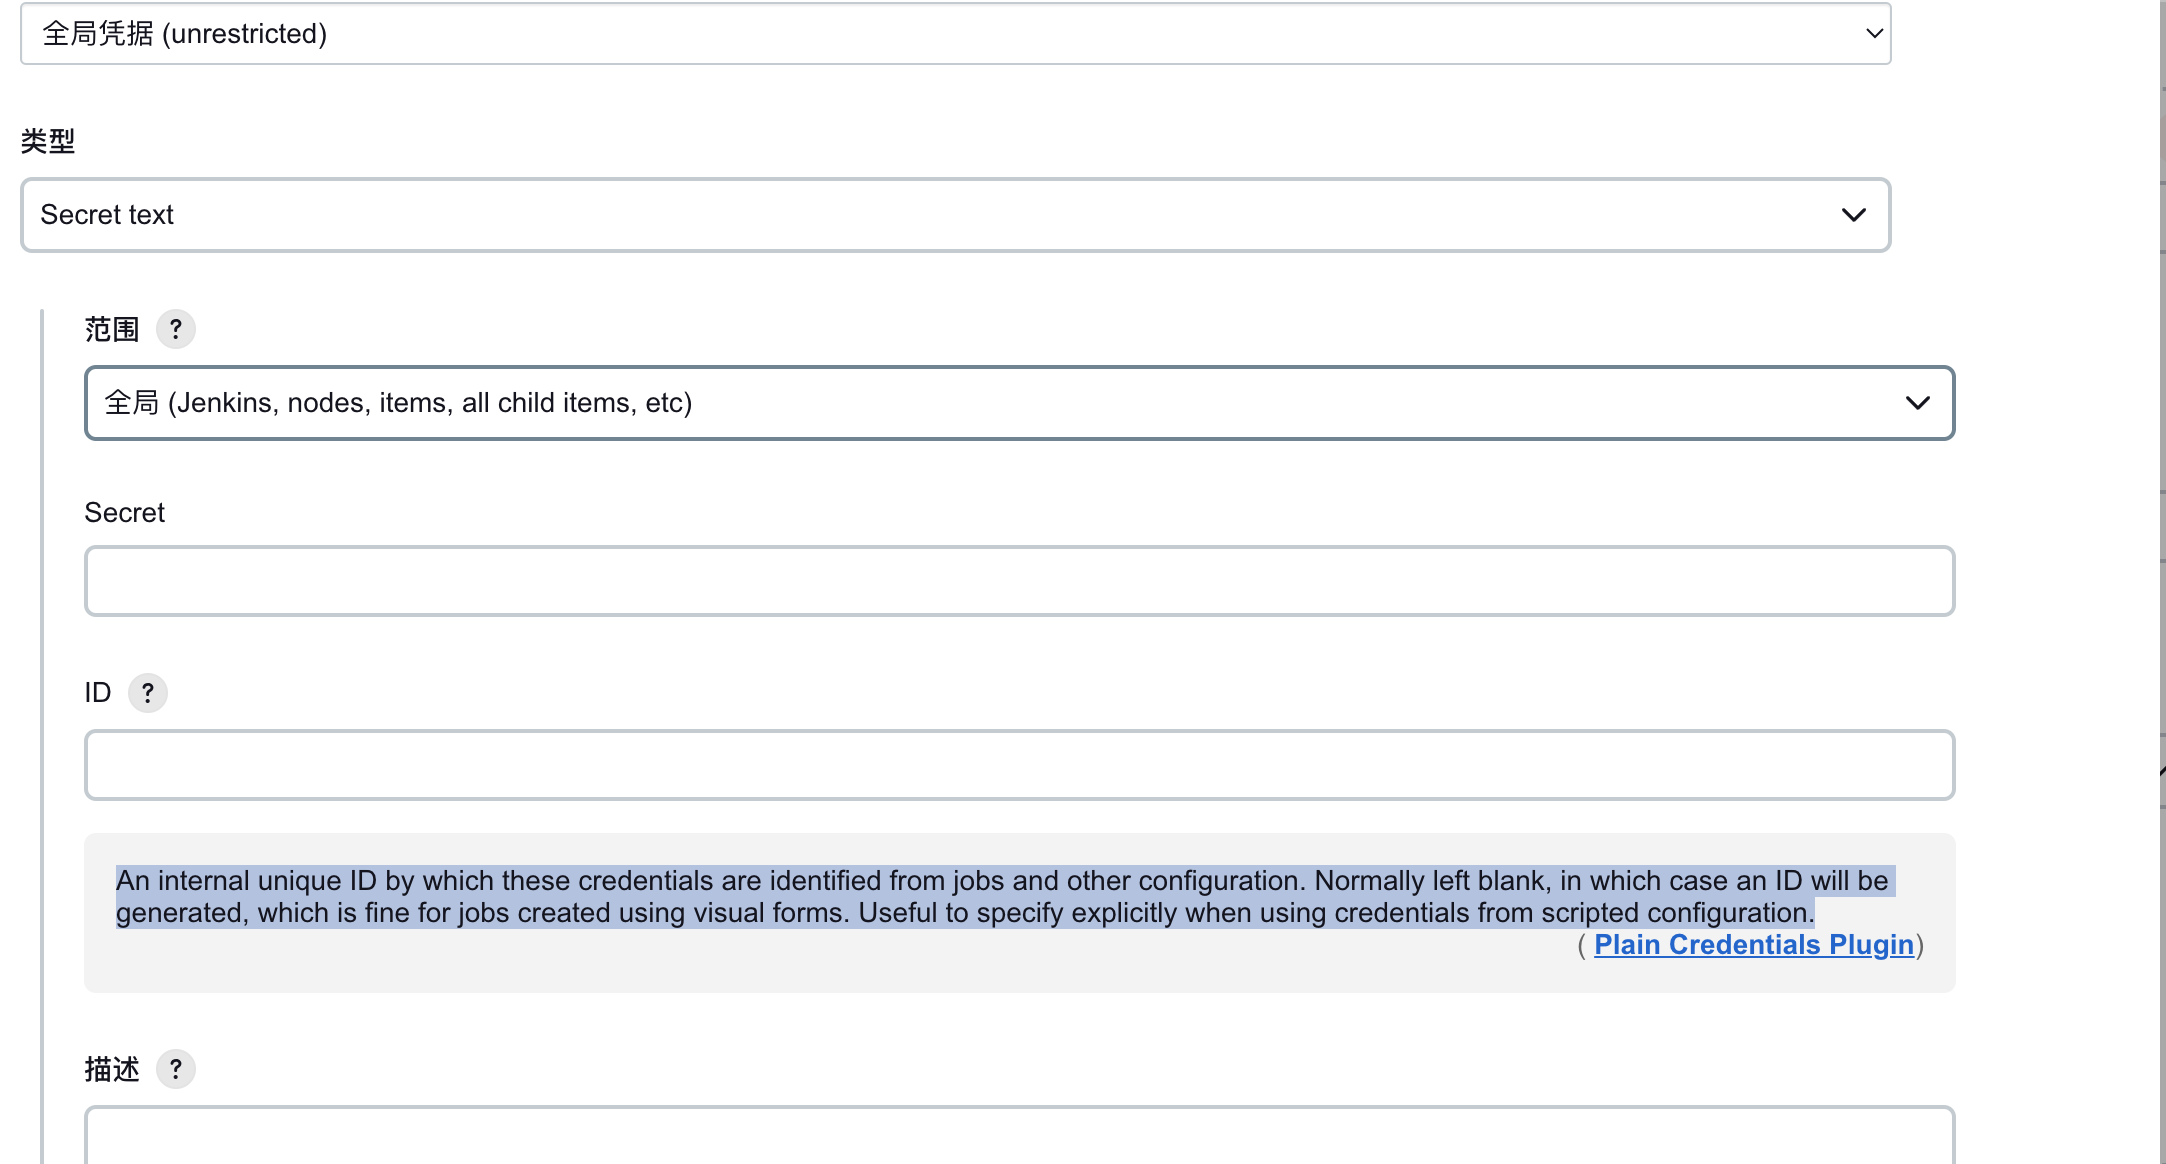 全局凭据 (unrestricted)
类型
Secret text
范围 ?
全局 (Jenkins, nodes, items, all child items, etc)
Secret
ID ?
An internal unique ID by which these credentials are identified from jobs and other configuration. Normally left blank, in which case an ID will be
generated, which is fine for jobs created using visual forms. Useful to specify explicitly when using credentials from scripted configuration.
( Plain Credentials Plugin)
描述 ?